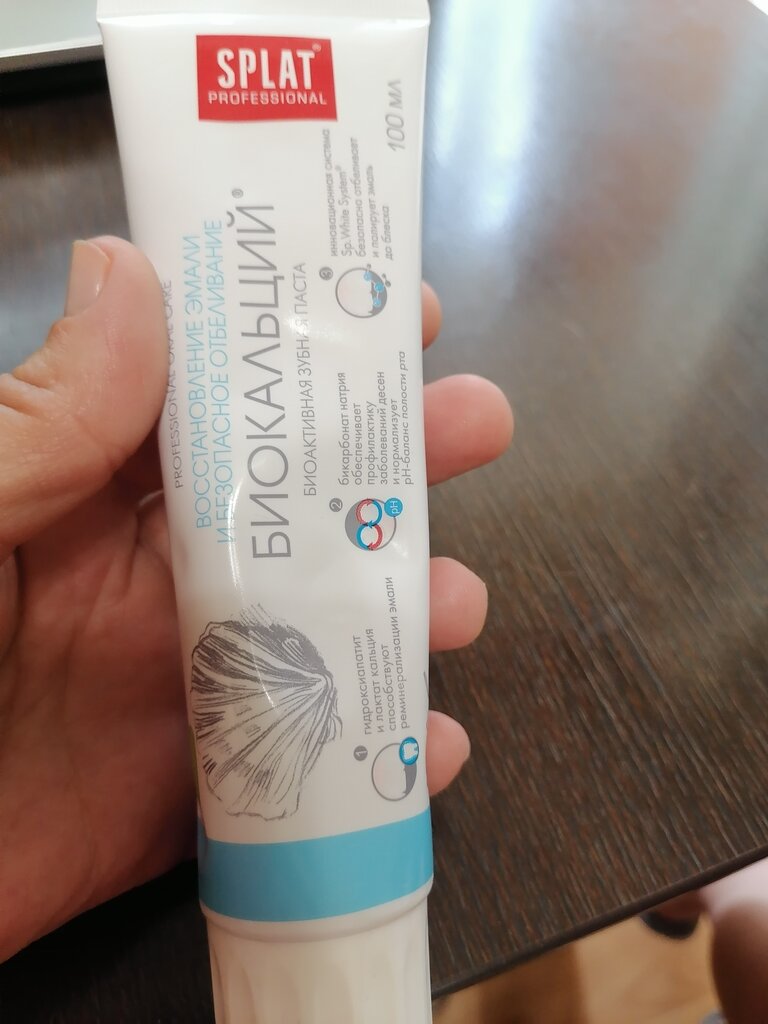 SPLAT®
PROFESSIONAL
100 МЛ
PROFESSIONAL ORAL CARE
ВОССТАНОВЛЕНИЕ ЭМАЛИ
И БЕЗОПАСНОЕ ОТБЕЛИВАНИЕ
БИОКАЛЬЦИЙ®
БИОАКТИВНАЯ ЗУБНАЯ ПАСТА
1
гидроксиапатит
и лактат кальция
способствуют
реминерализации эмали
2
pH
бикарбонат натрия
обеспечивает
профилактику
заболеваний десен
и нормализует
pH-баланс полости рта
3
инновационная система
Sp.White System®
безопасно отбеливает
и полирует эмаль
до блеска